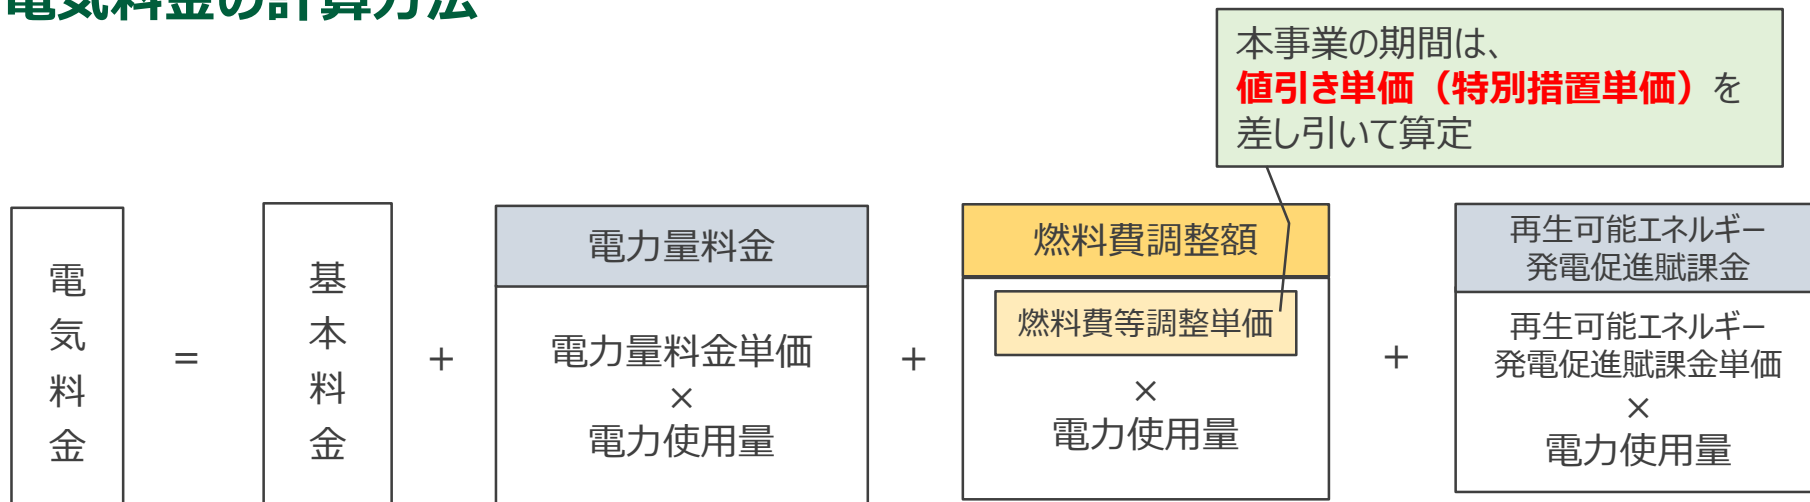 電気料金の計算方法
本事業の期間は、
値引き単価（特別措置単価）を
差し引いて算定
電気料金
＝
基本料金
＋
電力量料金
電力量料金単価
×
電力使用量
＋
燃料費調整額
燃料費等調整単価
×
電力使用量
＋
再生可能エネルギー
発電促進賦課金
再生可能エネルギー
発電促進賦課金単価
×
電力使用量